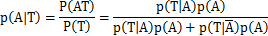 p(A|T) = P(AT)/P(T) = p(T|A)p(A)/(p(T|A)p(A) + p(T|A̅)p(A))